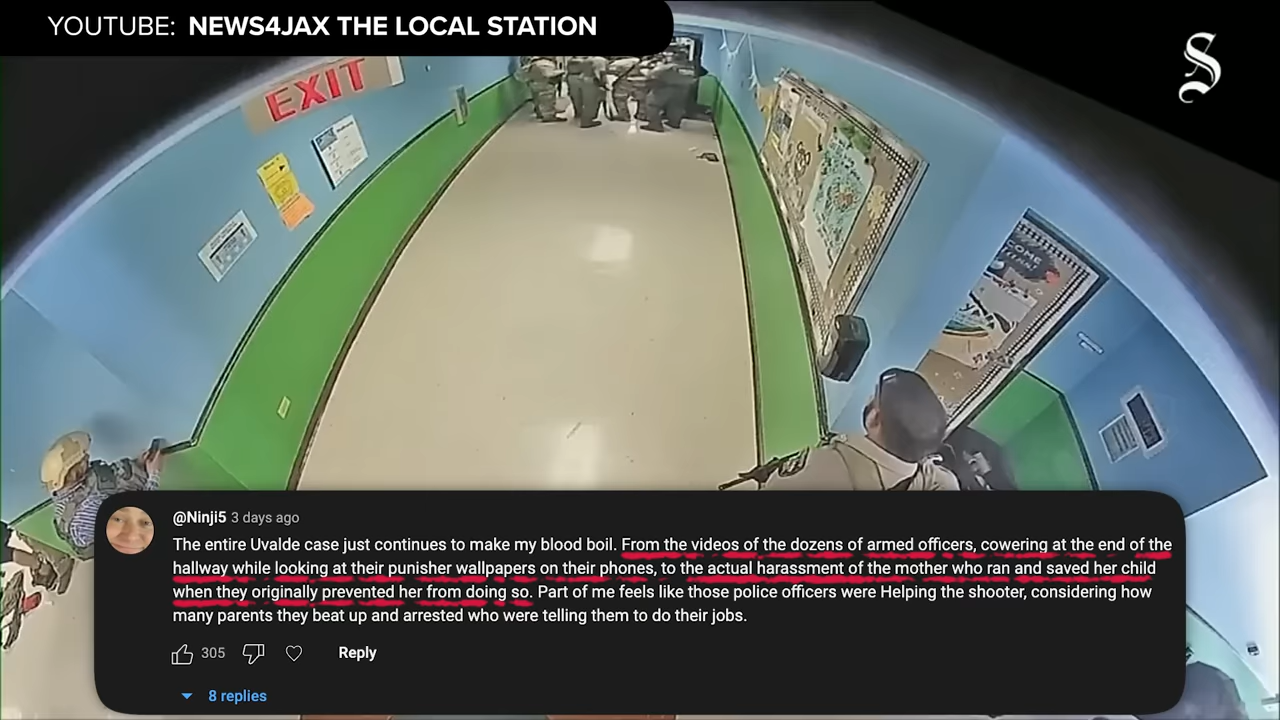 YOUTUBE: NEWS4JAX THE LOCAL STATION
S
EXIT
@Ninji5 3 days ago
The entire Uvalde case just continues to make my blood boil. From the videos of the dozens of armed officers, cowering at the end of the
hallway while looking at their punisher wallpapers on their phones, to the actual harassment of the mother who ran and saved her child
when they originally prevented her from doing so. Part of me feels like those police officers were Helping the shooter, considering how
many parents they beat up and arrested who were telling them to do their jobs.
305
Reply
8 replies